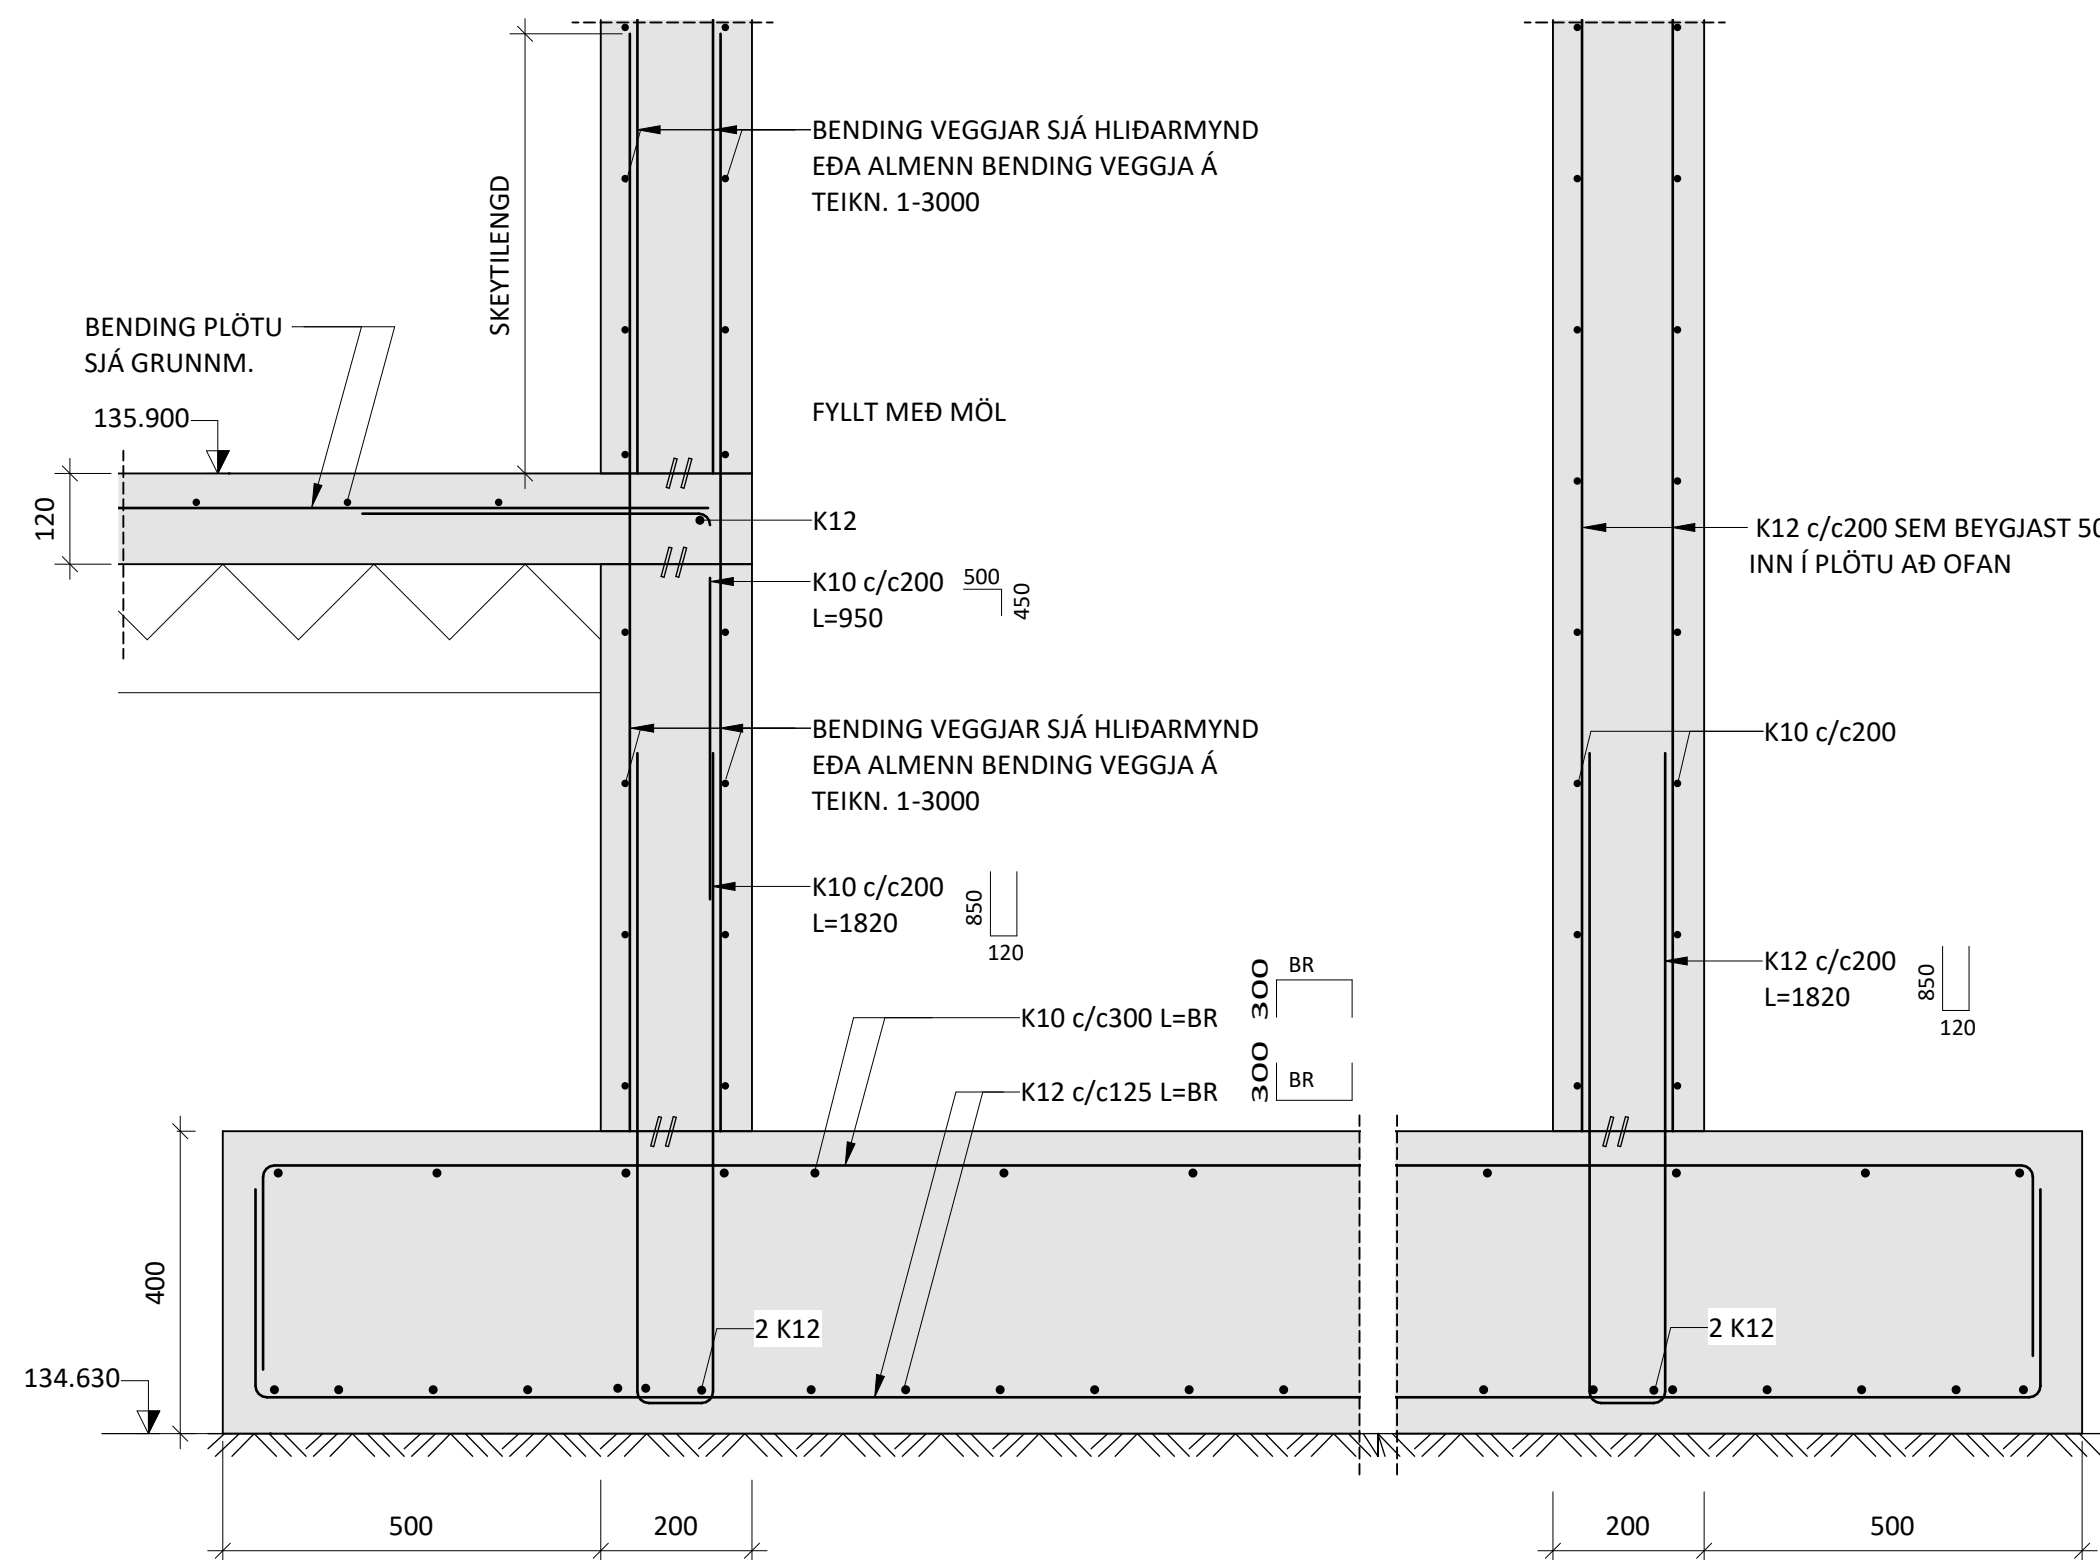 BENDING VEGGJAR SJÁ HLIÐARMYND
EÐA ALMENN BENDING VEGGJA Á
TEIKN. 1-3000
SKEYTILENGD
BENDING PLÖTU
SJÁ GRUNNM.
135.900
FYLLT MEÐ MÖL
120
K12
K12 c/c200 SEM BEYGJAST 50
INN Í PLÖTU AÐ OFAN
K10 c/c200
L=950
500
450
BENDING VEGGJAR SJÁ HLIÐARMYND
EÐA ALMENN BENDING VEGGJA Á
TEIKN. 1-3000
K10 c/c200
K10 c/c200
L=1820
850
120
K12 c/c200
L=1820
850
120
K10 c/c300 L=BR
300
BR
K12 c/c125 L=BR
300
BR
400
2 K12
2 K12
134.630
500
200
200
500